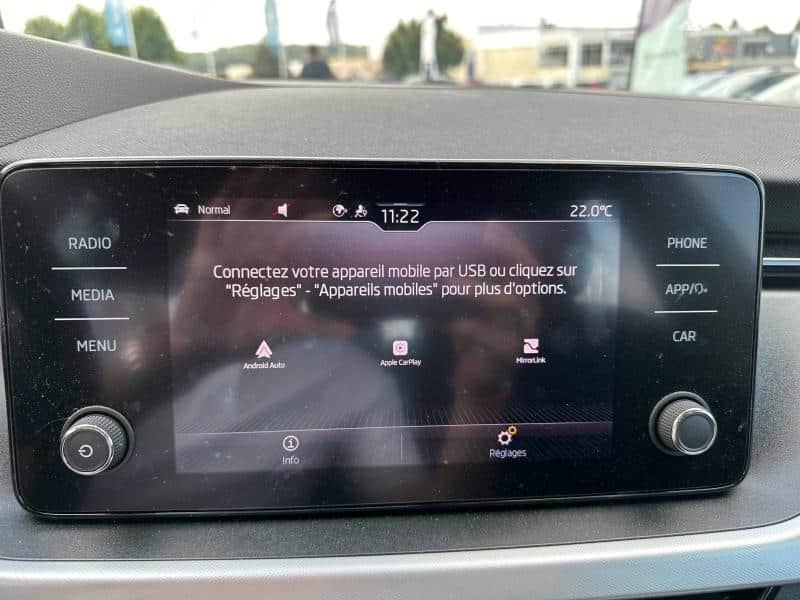 Normal
11:22
22.0°C
RADIO
MEDIA
MENU
Connectez votre appareil mobile par USB ou cliquez sur
"Réglages" - "Appareils mobiles" pour plus d'options.
Android Auto
Apple CarPlay
MirrorLink
Info
Réglages
PHONE
APP/
CAR